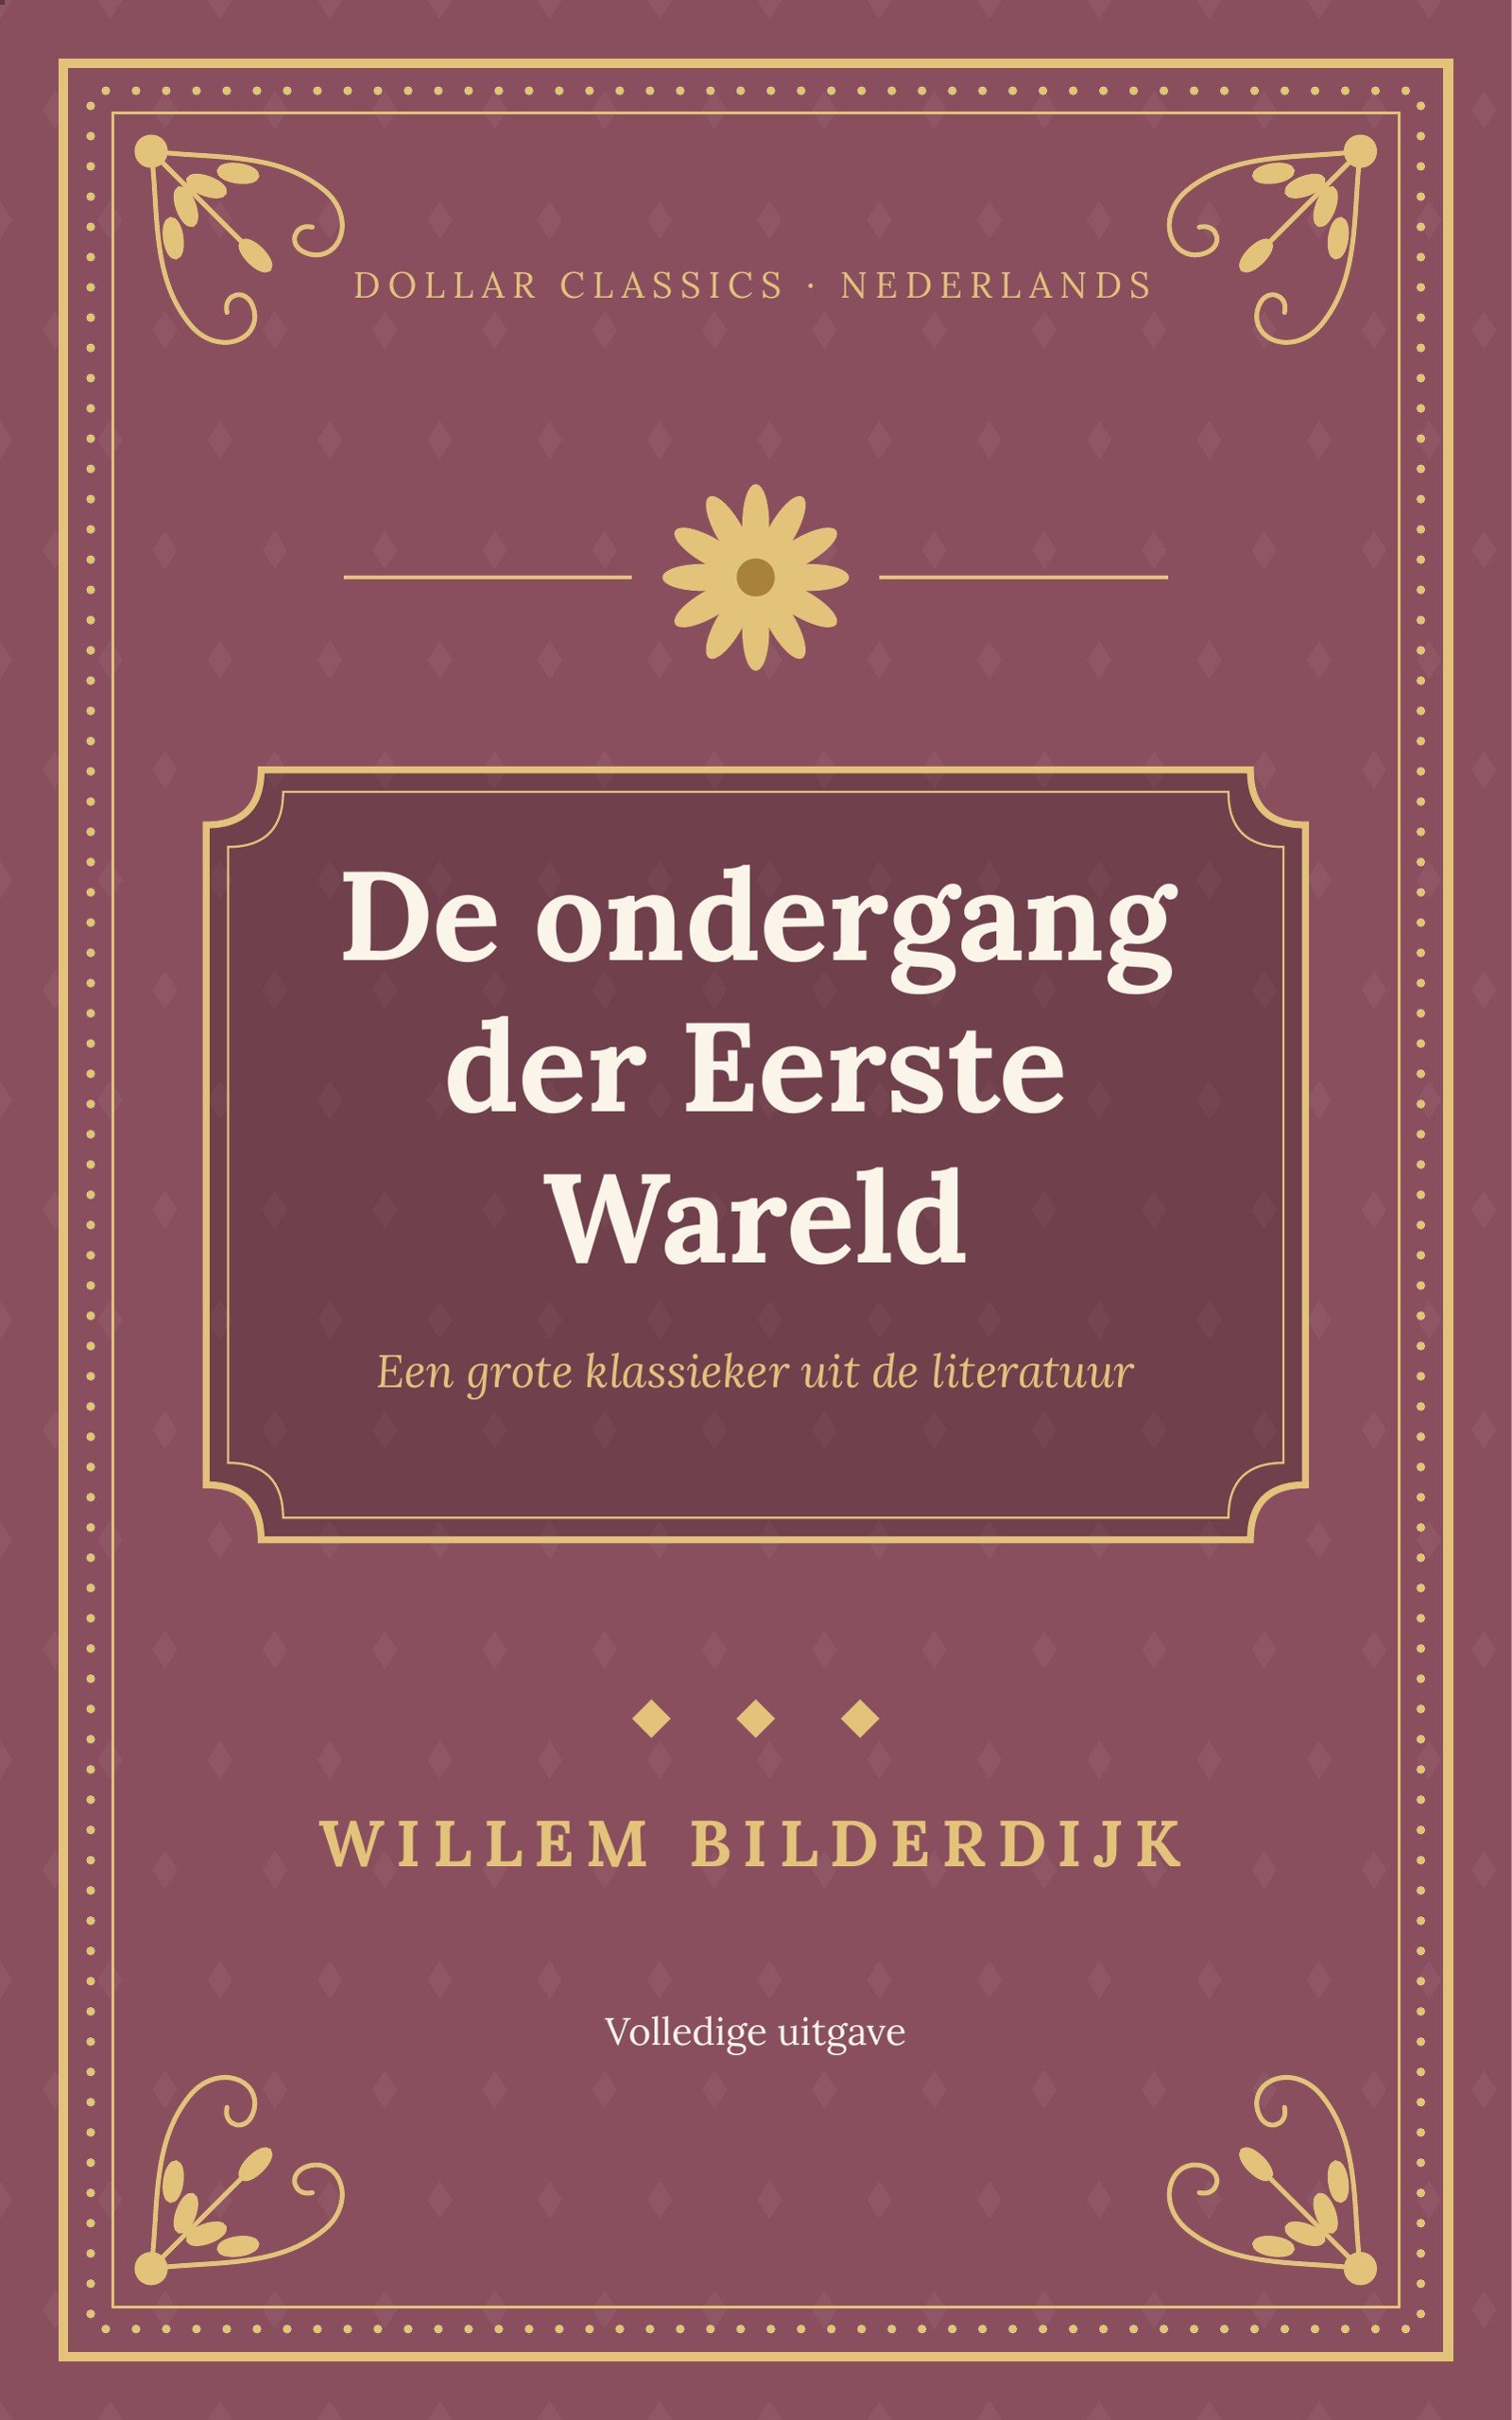 DOLLAR CLASSICS · NEDERLANDS
De ondergang
der Eerste
Wareld
Een grote klassieker uit de literatuur
WILLEM BILDERDIJK
Volledige uitgave